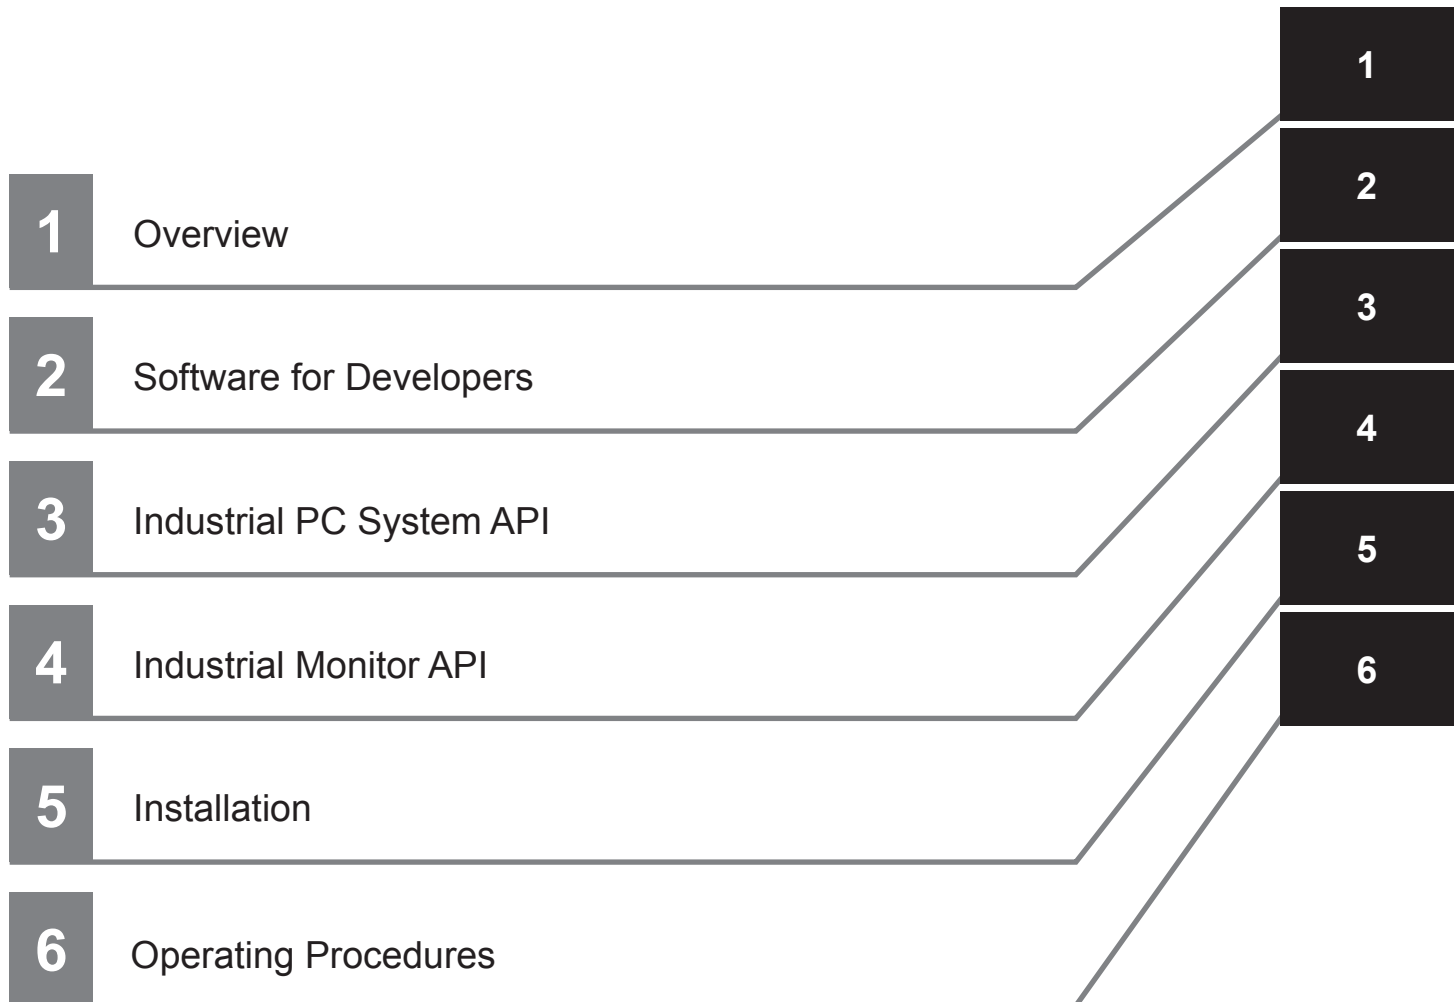 1
2
3
4
5
6
1 Overview
2 Software for Developers
3 Industrial PC System API
4 Industrial Monitor API
5 Installation
6 Operating Procedures